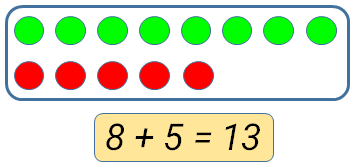 8 + 5 = 13